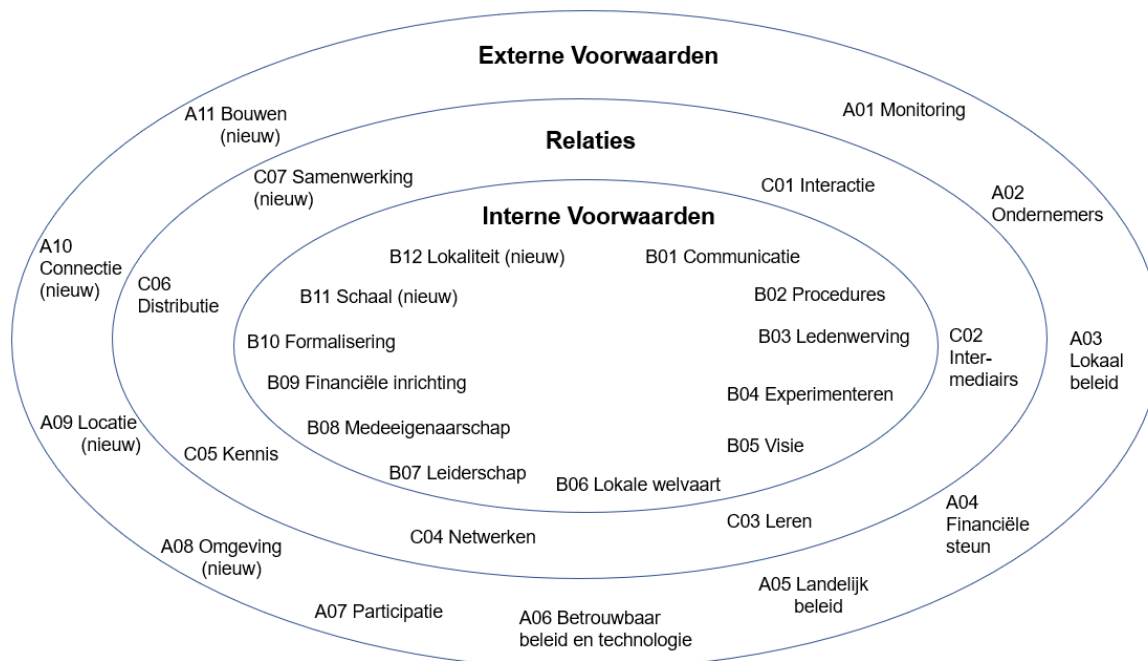 Externe Voorwaarden
A11 Bouwen
(nieuw)
A01 Monitoring
Relaties
C07 Samenwerking
(nieuw)
C01 Interactie
A02
Ondernemers
Interne Voorwaarden
A10
Connectie
(nieuw)
B12 Lokaliteit (nieuw)
B01 Communicatie
C06
Distributie
B11 Schaal (nieuw)
B02 Procedures
B10 Formalisering
B03 Ledenwerving
C02
Inter-
mediairs
A03
Lokaal
beleid
B09 Financiële inrichting
B04 Experimenteren
A09 Locatie
(nieuw)
B08 Medeeigenaarschap
B05 Visie
C05 Kennis
B07 Leiderschap
B06 Lokale welvaart
A04
Financiële
steun
C04 Netwerken
C03 Leren
A08 Omgeving
(nieuw)
A05 Landelijk
beleid
A07 Participatie
A06 Betrouwbaar
beleid en technologie